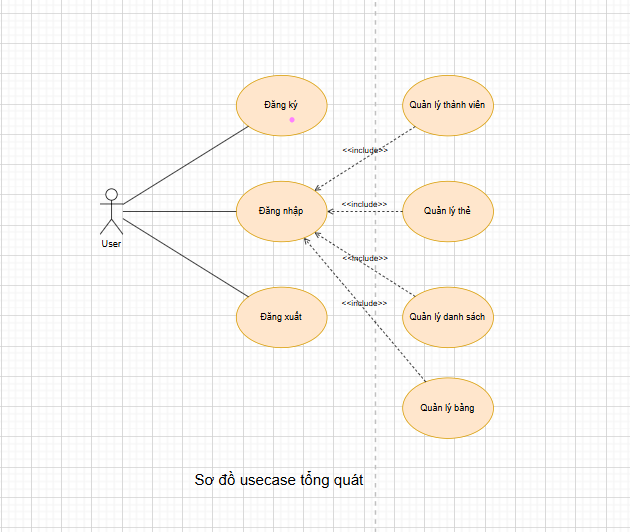 Đăng ký
Quản lý thành viên
<<include>>
Đăng nhập
<<include>>
Quản lý thẻ
User
<<include>>
<<include>>
Đăng xuất
Quản lý danh sách
Quản lý bảng
Sơ đồ usecase tổng quát